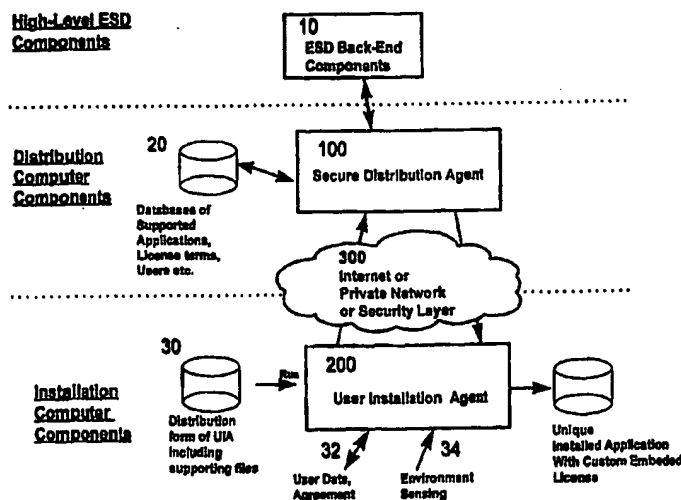 High-Level ESD
Components
10
ESD Back-End
Components
Distribution
Computer
Components
20
Databases of
Supported
Applications,
License terms,
Users etc.
100
Secure Distribution Agent
300
Internet or
Private Network
or Security Layer
Installation
Computer
Components
30
Distribution
form of UIA
including
supporting files
Run
200
User Installation Agent
32
User Data,
Agreement
34
Environment
Sensing
Unique
Installed Application
With Custom Embeded
License